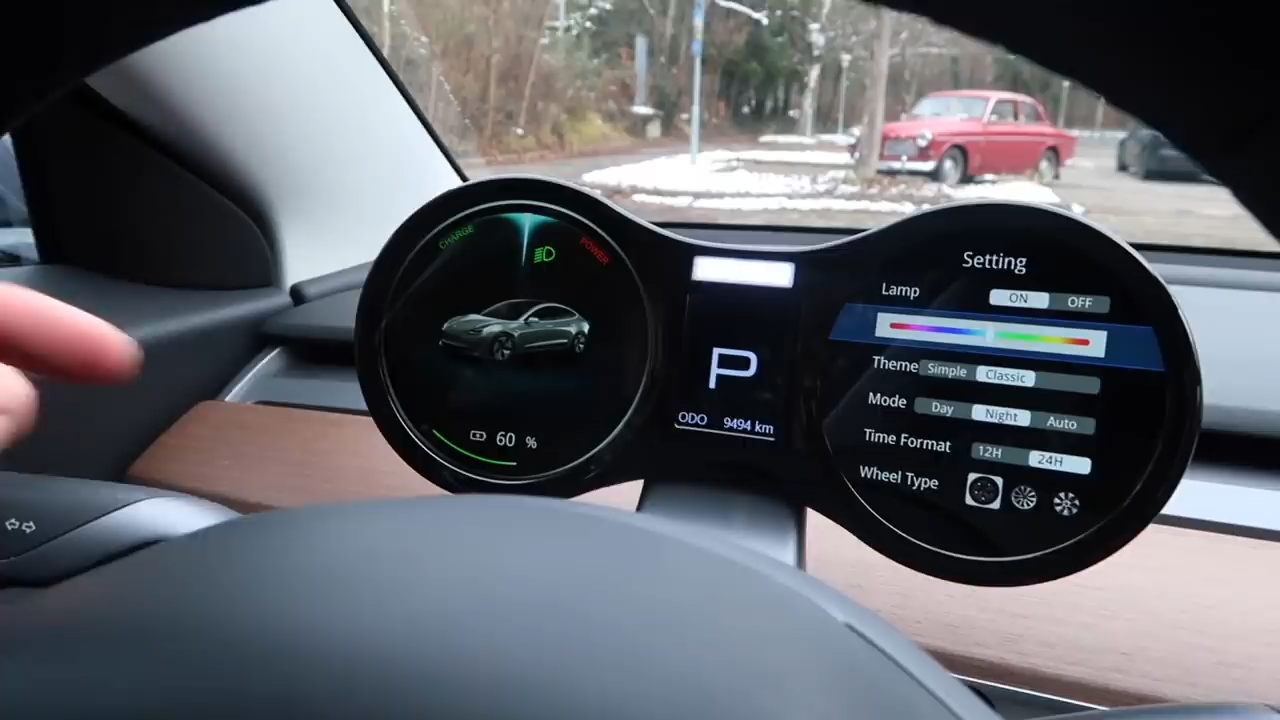 CHARGE
POWER
60 %
P
ODO 9494 km
Setting
Lamp ON OFF
Theme Simple Classic
Mode Day Night Auto
Time Format 12H 24H
Wheel Type